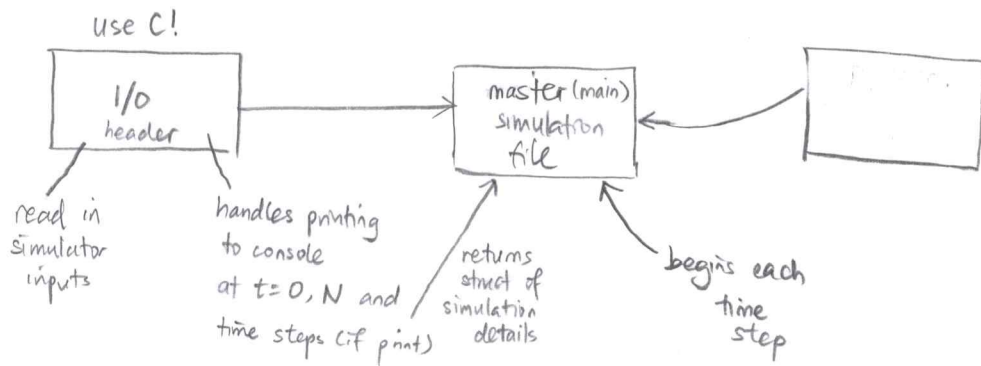 use C!
I/O
header
master (main)
simulation
file
read in
simulator
inputs
handles printing
to console
at t=0, N and
time steps (if print)
returns
struct of
simulation
details
begins each
time
step